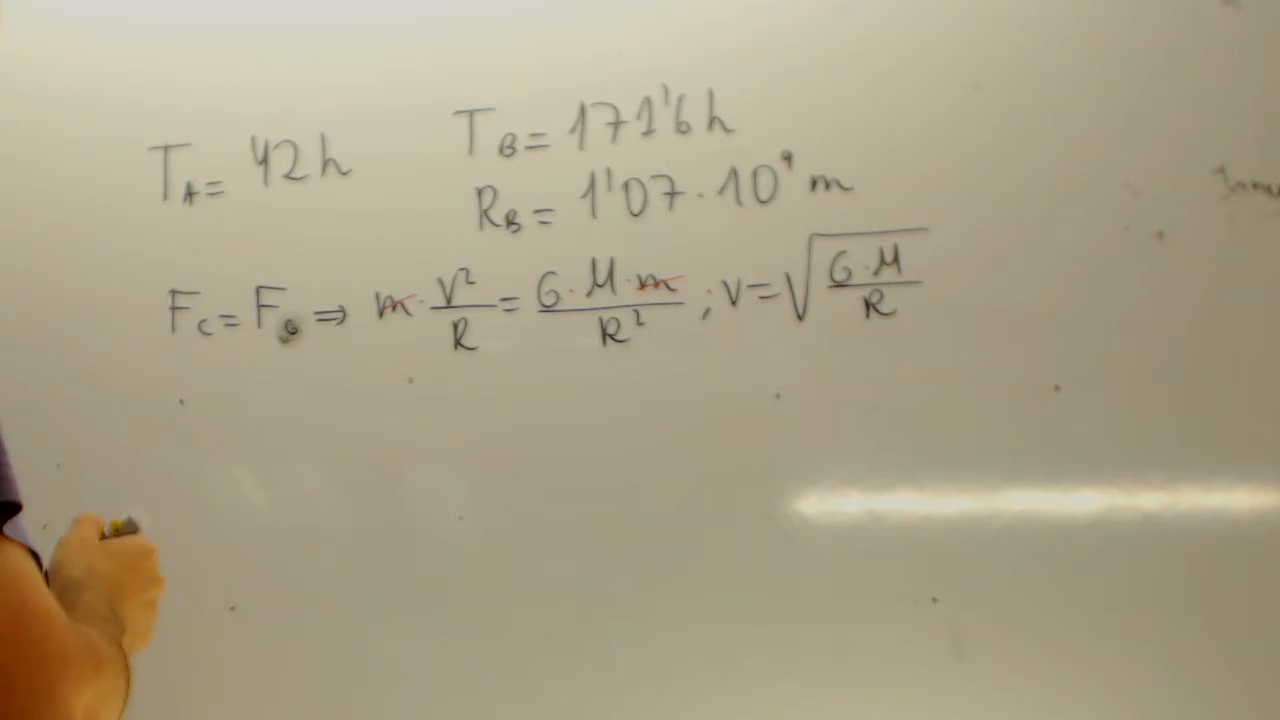 T_A = 42 h
T_B = 171'6 h
R_B = 1'07 · 10⁹ m
F_C = F_G ⇒ m · V²/R = G · M · m/R² ; V = √(G · M/R)